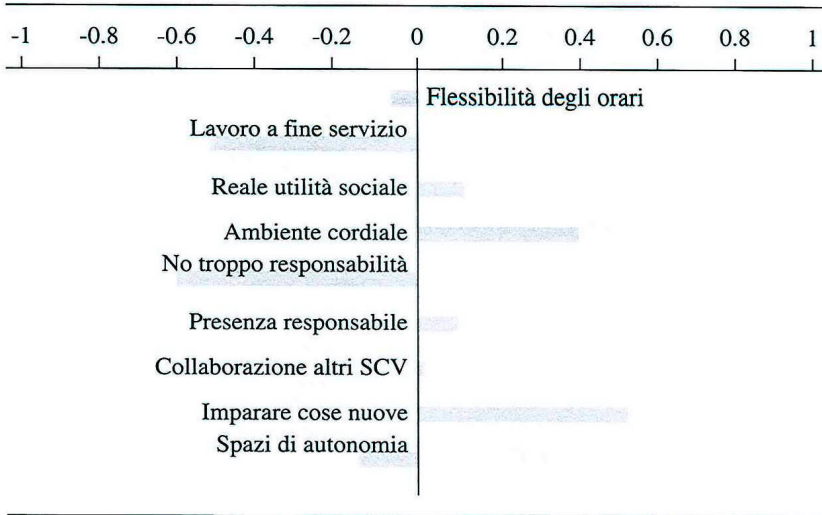 -1 -0.8 -0.6 -0.4 -0.2 0 0.2 0.4 0.6 0.8 1
Flessibilità degli orari
Lavoro a fine servizio
Reale utilità sociale
Ambiente cordiale
No troppo responsabilità
Presenza responsabile
Collaborazione altri SCV
Imparare cose nuove
Spazi di autonomia